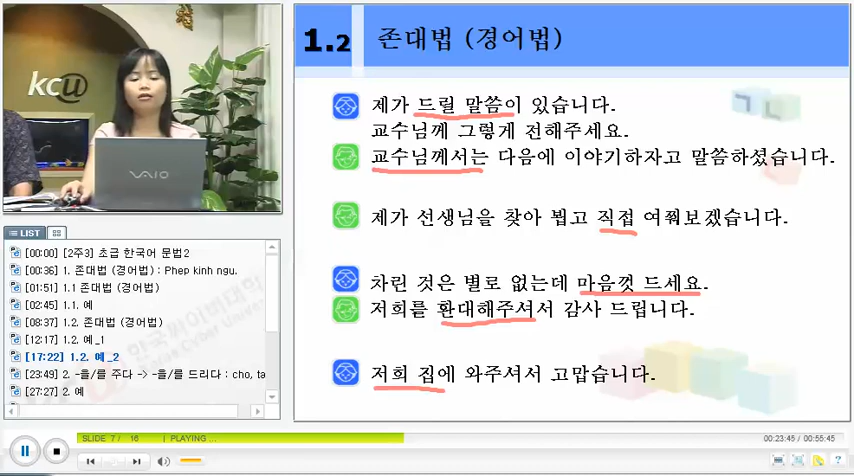 kc@u
VAIO
1.2 존대법 (경어법)
제가 드릴 말씀이 있습니다.
교수님께 그렇게 전해주세요.
교수님께서는 다음에 이야기하자고 말씀하셨습니다.
제가 선생님을 찾아 뵙고 직접 여쭤보겠습니다.
차린 것은 별로 없는데 마음껏 드세요.
저희를 환대해주셔서 감사 드립니다.
저희 집에 와주셔서 고맙습니다.
LIST
[00:00] [2주3] 초급 한국어 문법2
[00:36] 1. 존대법 (경어법) : Phep kinh ngu.
[01:51] 1.1 존대법 (경어법)
[02:45] 1.1. 예
[08:37] 1.2. 존대법 (경어법)
[12:17] 1.2. 예_1
[17:22] 1.2. 예_2
[23:49] 2. -을/를 주다 -> -을/를 드리다 : cho, ta
[27:27] 2. 예
SLIDE 7 / 16 PLAYING ...
00:23:45 / 00:55:45